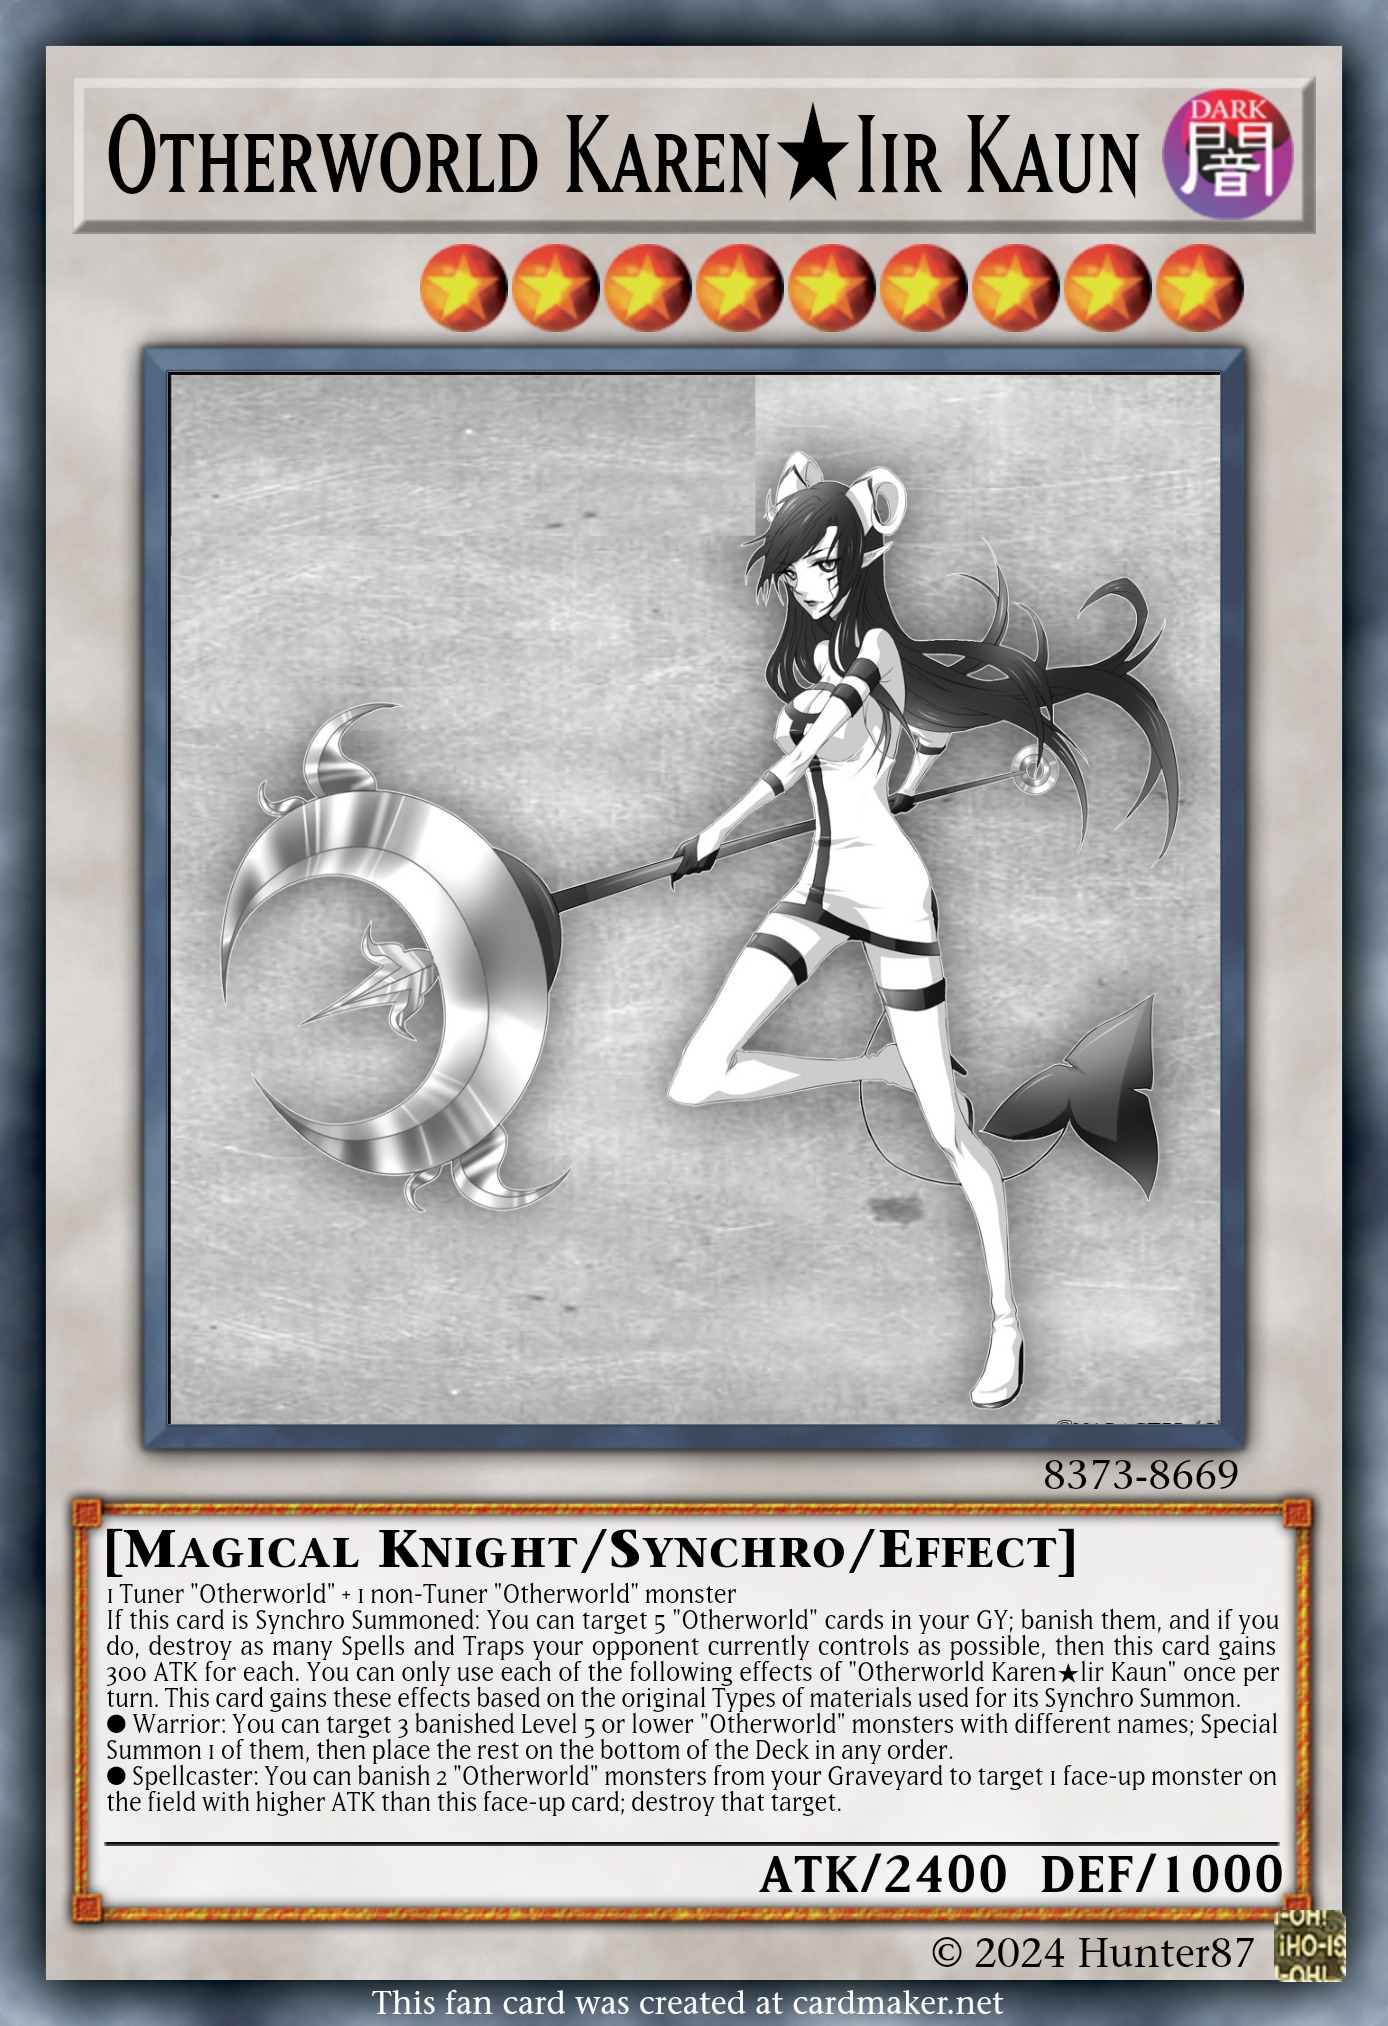 Otherworld Karen★Iir Kaun
DARK
闇
8373-8669
[Magical Knight/Synchro/Effect]
1 Tuner "Otherworld" + 1 non-Tuner "Otherworld" monster
If this card is Synchro Summoned: You can target 5 "Otherworld" cards in your GY; banish them, and if you
do, destroy as many Spells and Traps your opponent currently controls as possible, then this card gains
300 ATK for each. You can only use each of the following effects of "Otherworld Karen★Iir Kaun" once per
turn. This card gains these effects based on the original Types of materials used for its Synchro Summon.
● Warrior: You can target 3 banished Level 5 or lower "Otherworld" monsters with different names; Special
Summon 1 of them, then place the rest on the bottom of the Deck in any order.
● Spellcaster: You can banish 2 "Otherworld" monsters from your Graveyard to target 1 face-up monster on
the field with higher ATK than this face-up card; destroy that target.
ATK/2400 DEF/1000
© 2024 Hunter87
This fan card was created at cardmaker.net